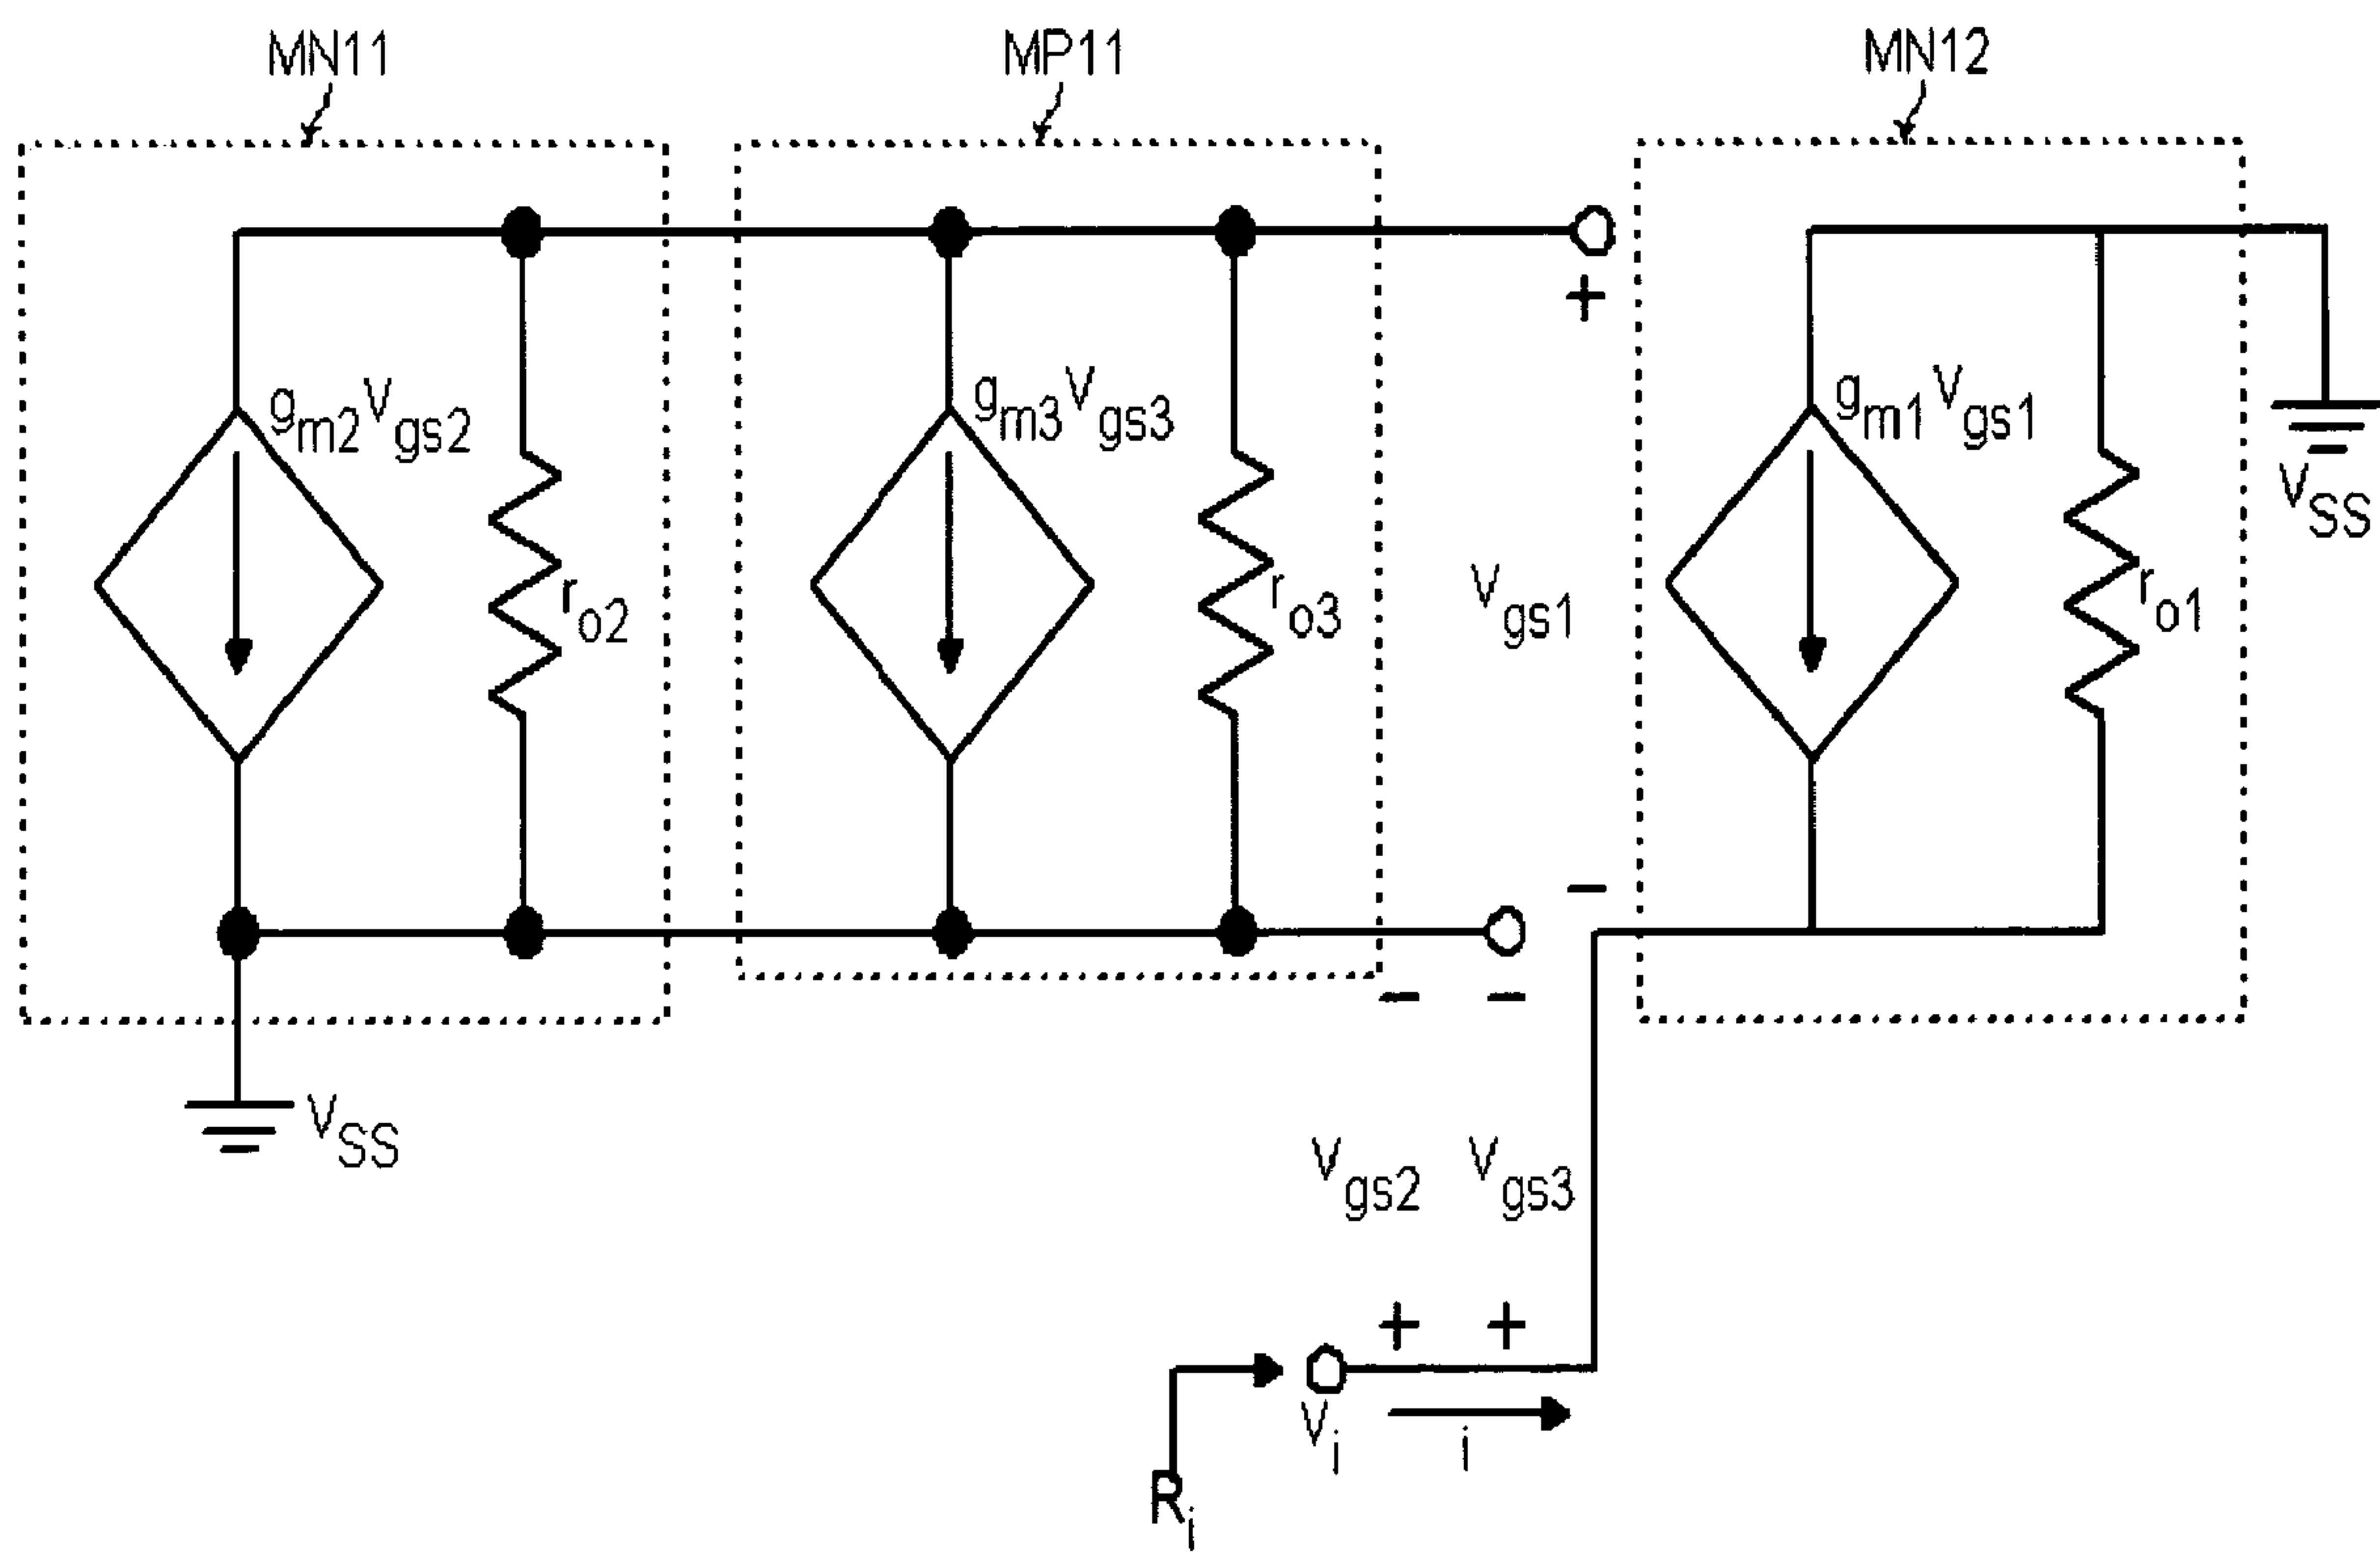 MN11
MP11
MN12
+
gm2Vgs2
gm3Vgs3
gm1Vgs1
VSS
ro2
ro3
Vgs1
ro1
−
− −
VSS
Vgs2 Vgs3
+ +
Vi
i
Ri